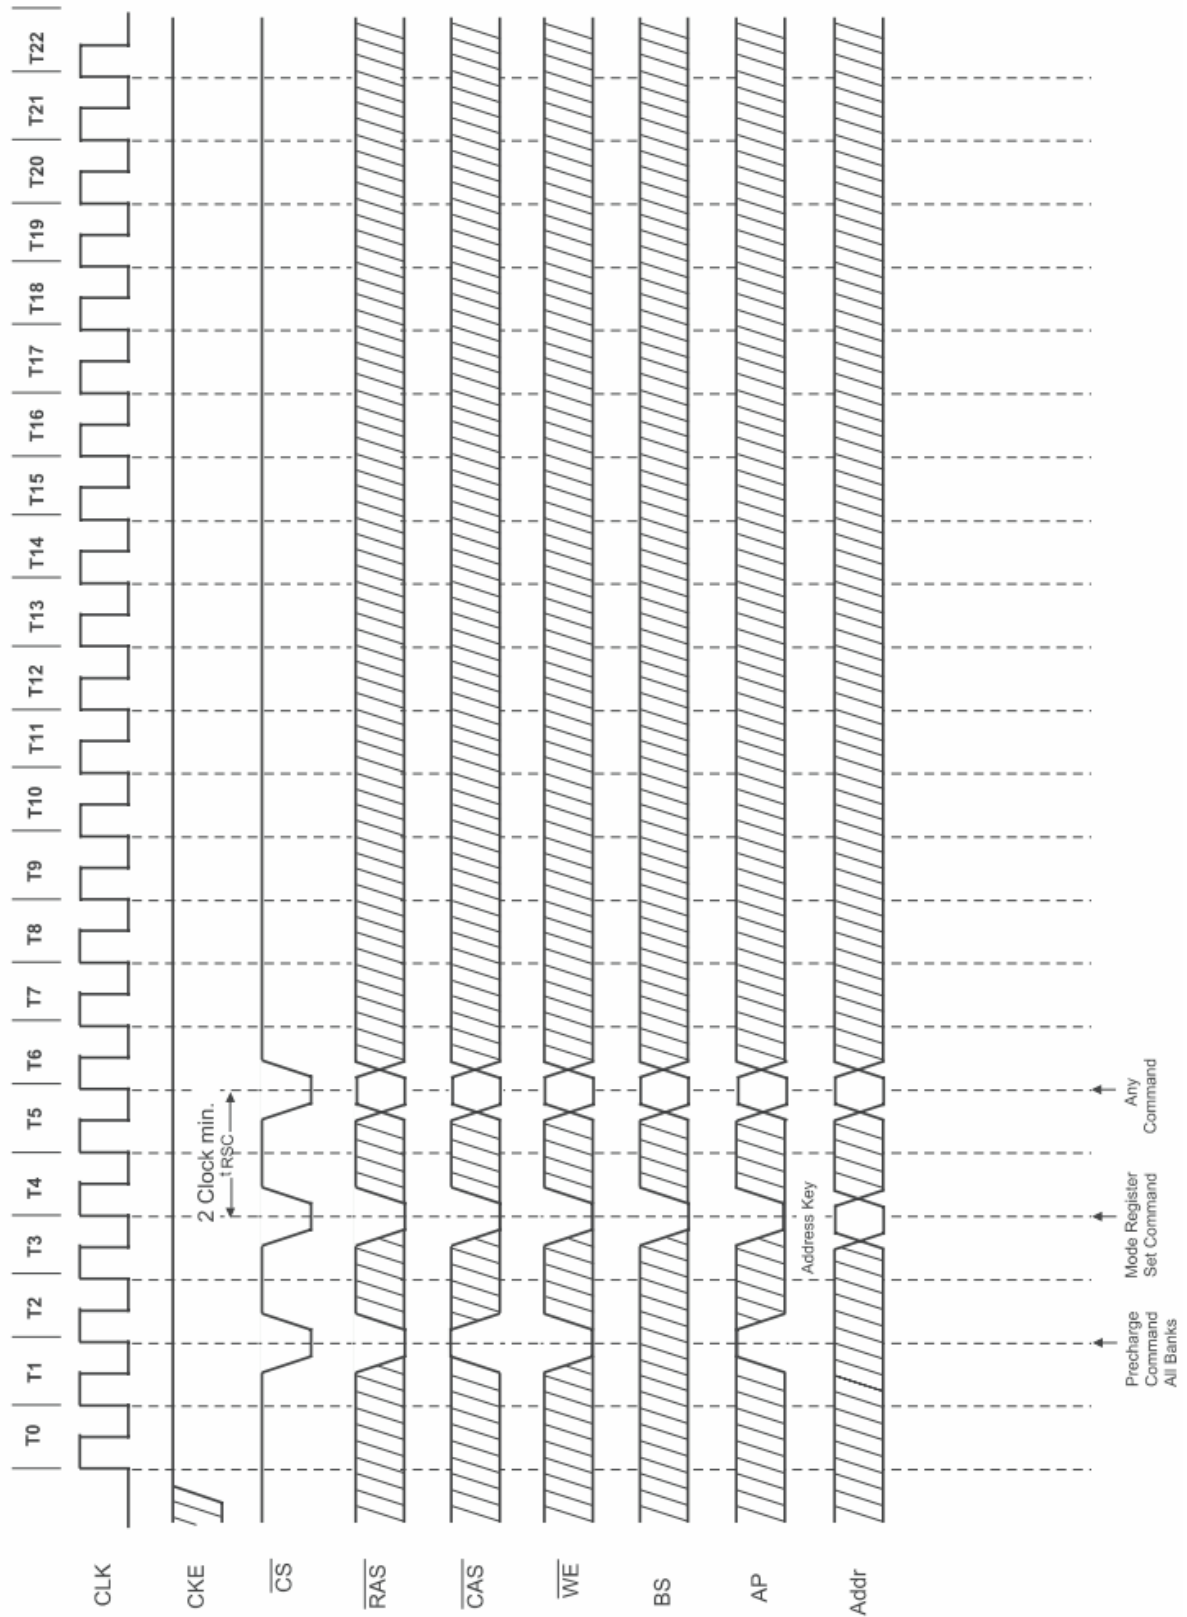 T0 T1 T2 T3 T4 T5 T6 T7 T8 T9 T10 T11 T12 T13 T14 T15 T16 T17 T18 T19 T20 T21 T22
CLK
CKE
2 Clock min.
t RSC
CS
RAS
CAS
WE
BS
AP
Address Key
Addr
Precharge
Command
All Banks
Mode Register
Set Command
Any
Command